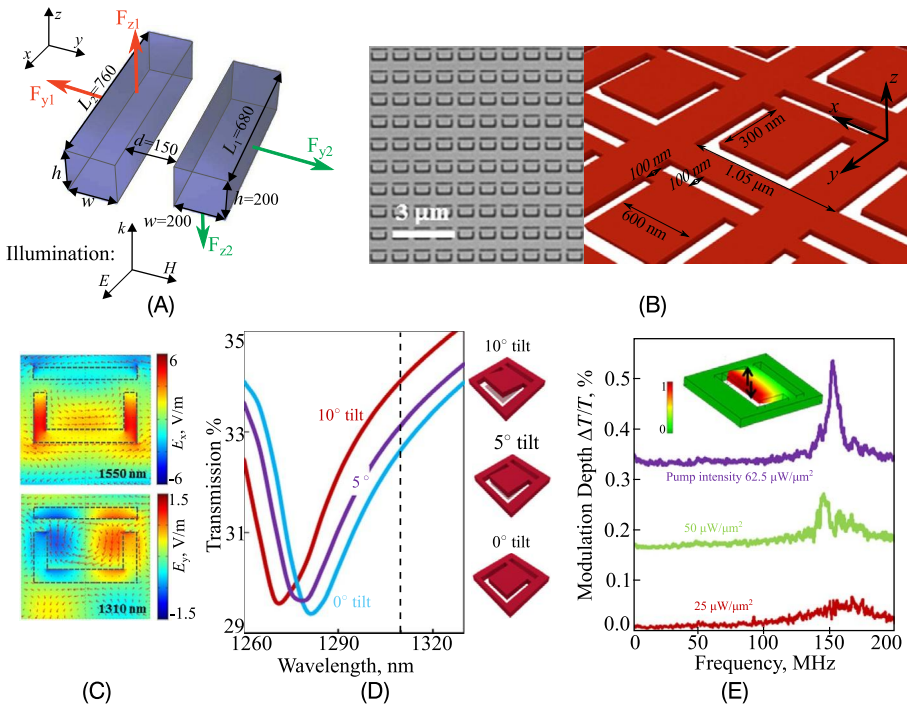 z
x
y
F_z1
F_y1
L_2=760
d=150
L_1=680
F_y2
h
w
w=200
h=200
F_z2
Illumination:
k
E
H
(A)
3 μm
300 nm
z
x
y
100 nm
100 nm
1.05 μm
600 nm
(B)
6
E_x, V/m
-6
1550 nm
1.5
E_y, V/m
-1.5
1310 nm
(C)
35
33
31
29
Transmission %
10° tilt
5°
0° tilt
1260
1290
1320
Wavelength, nm
10° tilt
5° tilt
0° tilt
(D)
Modulation Depth ΔT/T, %
0.5
0.4
0.3
0.2
0.1
0.0
1
0
Pump intensity 62.5 μW/μm²
50 μW/μm²
25 μW/μm²
0
50
100
150
200
Frequency, MHz
(E)